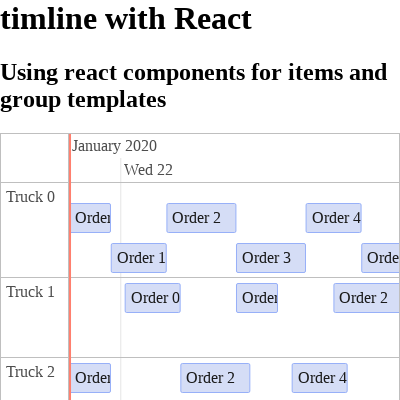 timline with React
Using react components for items and
group templates
January 2020
Wed 22
Truck 0
Order
Order 2
Order 4
Order 1
Order 3
Orde
Truck 1
Order 0
Order
Order 2
Truck 2
Order
Order 2
Order 4